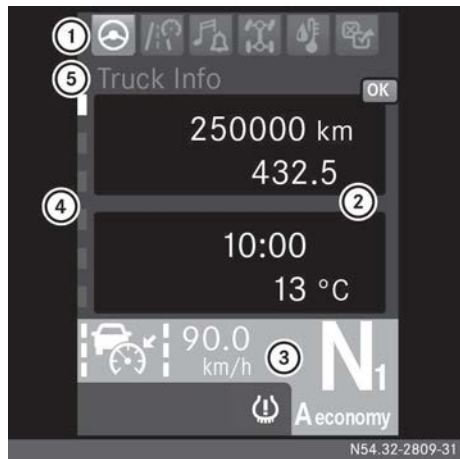 1
5 Truck Info
OK
250000 km
432.5
2
4
10:00
13 °C
90.0
km/h
3
N1
A economy
N54.32-2809-31